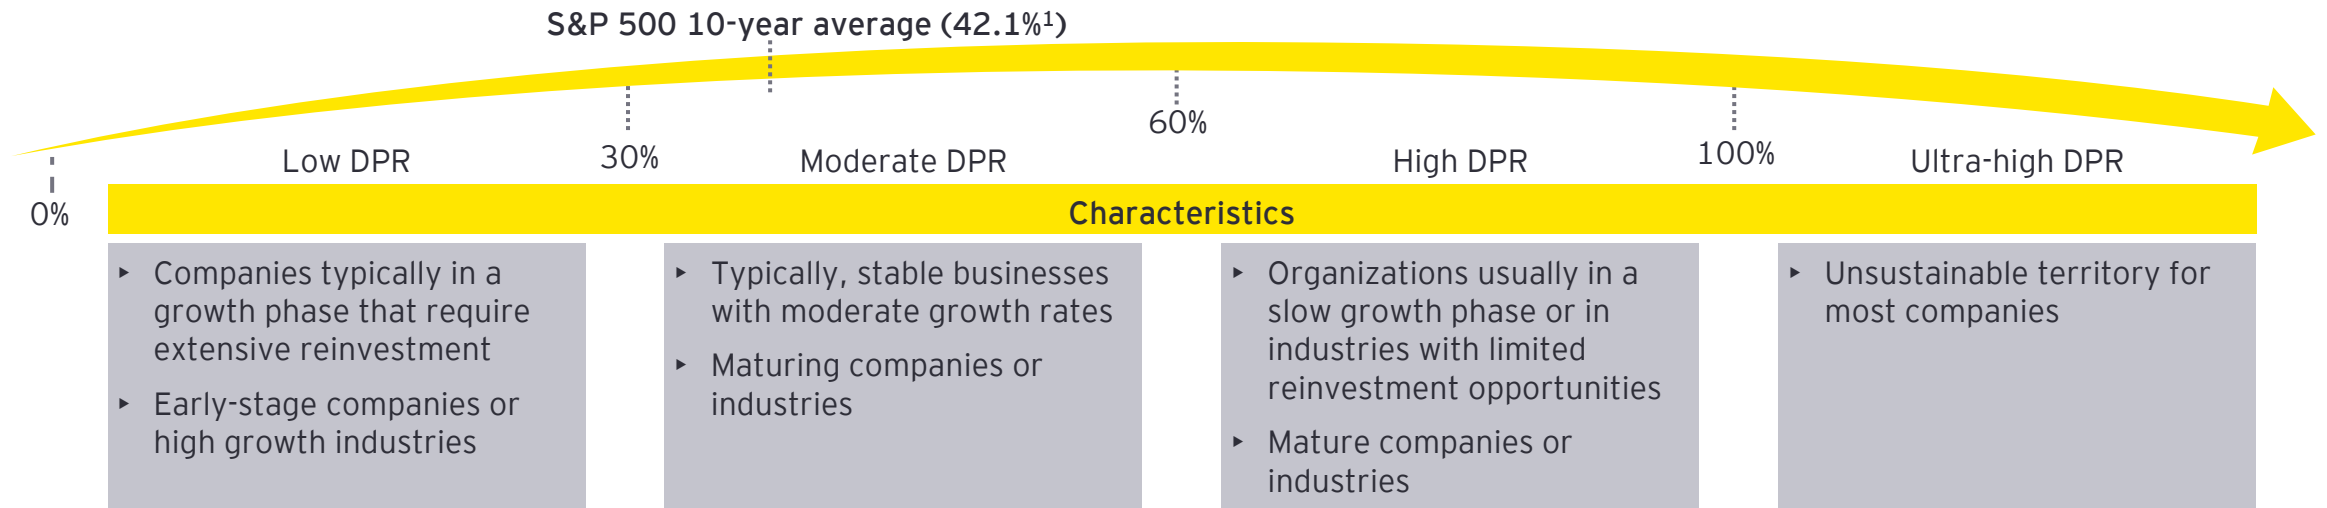 S&P 500 10-year average (42.1%¹)
60%
Low DPR
30%
Moderate DPR
High DPR
100%
Ultra-high DPR
0%
Characteristics
▸ Companies typically in a
growth phase that require
extensive reinvestment
▸ Early-stage companies or
high growth industries
▸ Typically, stable businesses
with moderate growth rates
▸ Maturing companies or
industries
▸ Organizations usually in a
slow growth phase or in
industries with limited
reinvestment opportunities
▸ Mature companies or
industries
▸ Unsustainable territory for
most companies